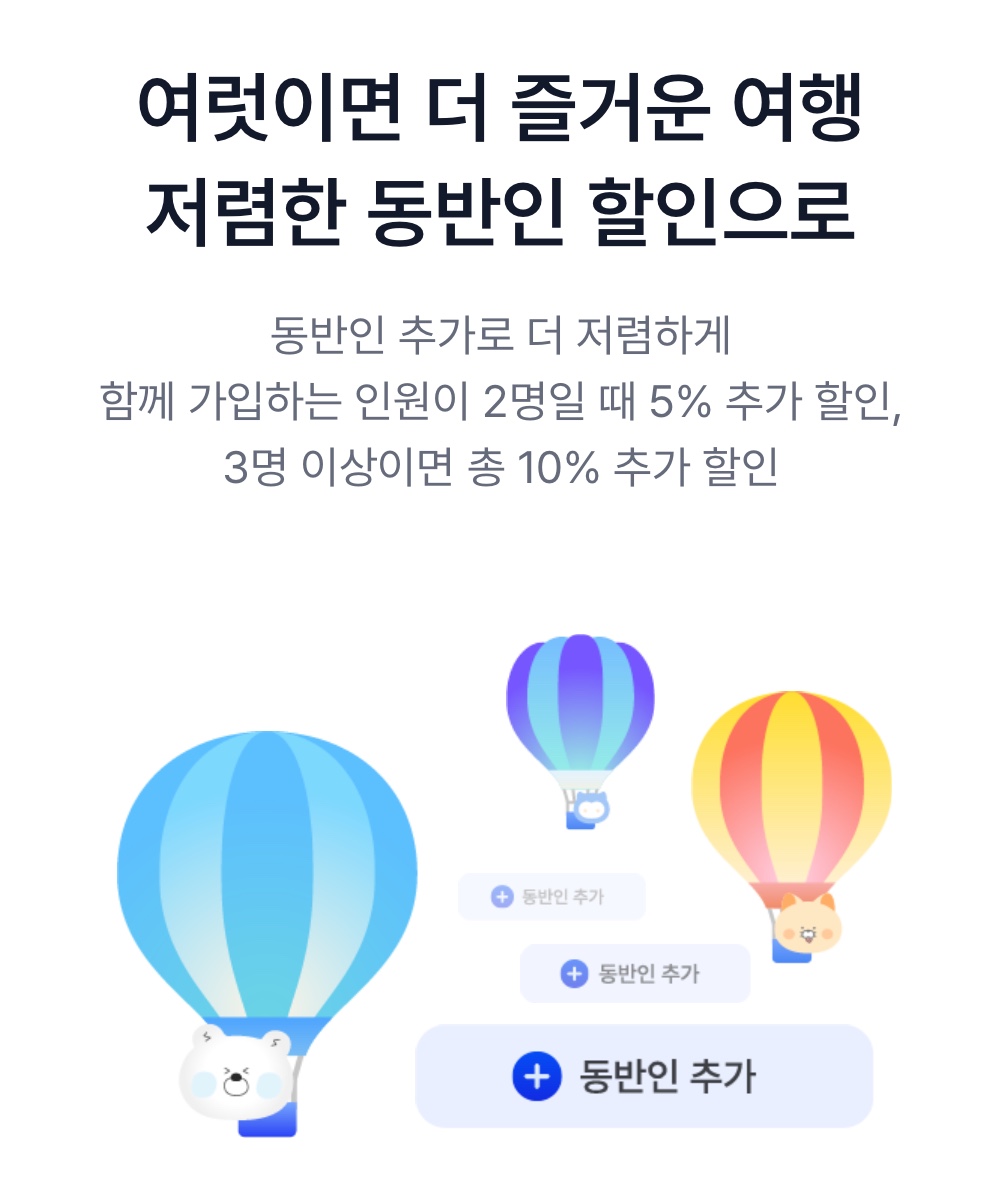 여럿이면 더 즐거운 여행
저렴한 동반인 할인으로
동반인 추가로 더 저렴하게
함께 가입하는 인원이 2명일 때 5% 추가 할인,
3명 이상이면 총 10% 추가 할인
동반인 추가
동반인 추가
동반인 추가